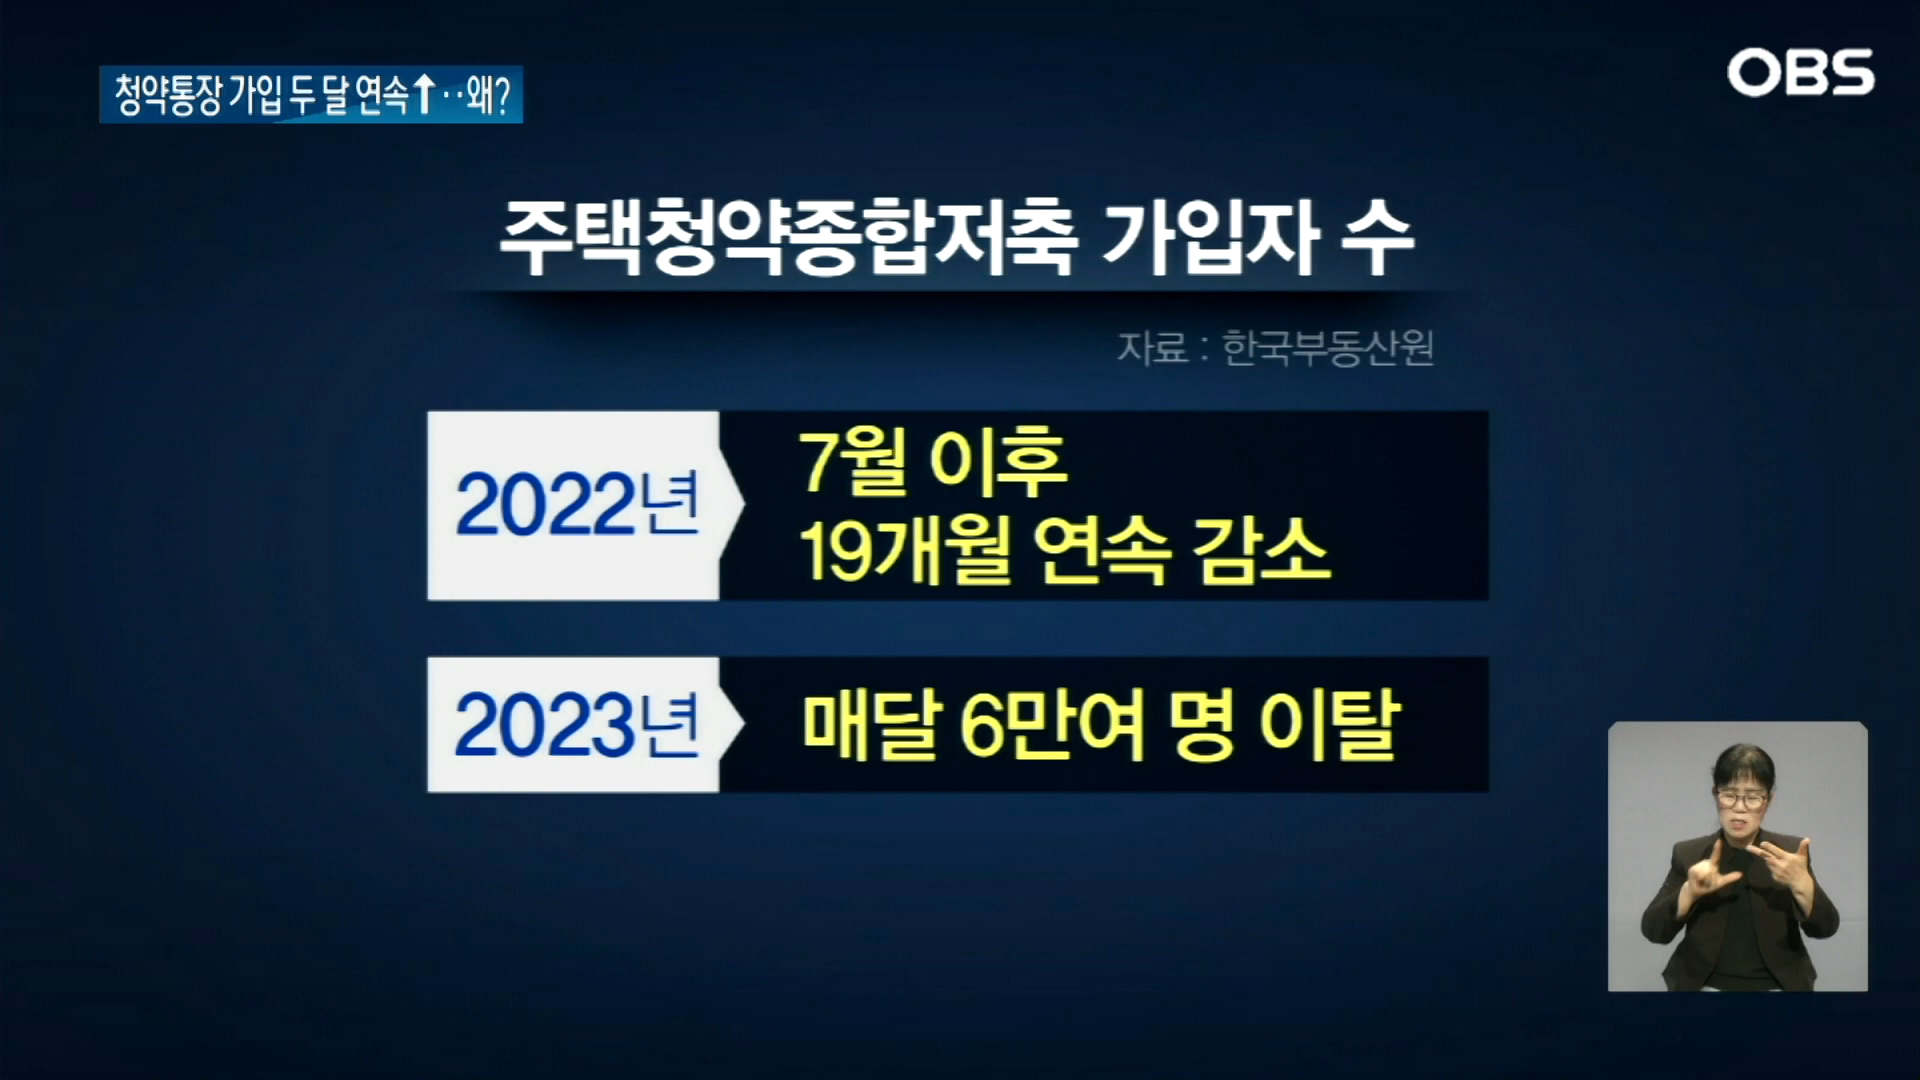 청약통장 가입 두 달 연속↑··왜?
OBS
주택청약종합저축 가입자 수
자료 : 한국부동산원
2022년
7월 이후
19개월 연속 감소
2023년
매달 6만여 명 이탈